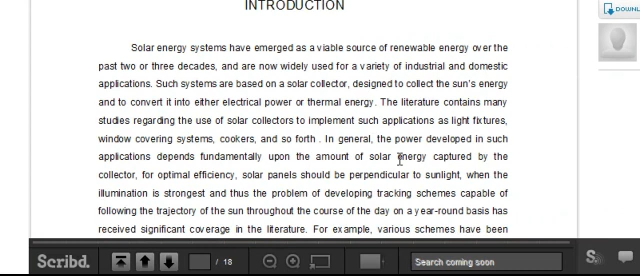 INTRODUCTION
DOWNL
Solar energy systems have emerged as a viable source of renewable energy over the
past two or three decades, and are now widely used for a variety of industrial and domestic
applications. Such systems are based on a solar collector, designed to collect the sun's energy
and to convert it into either electrical power or thermal energy. The literature contains many
studies regarding the use of solar collectors to implement such applications as light fixtures,
window covering systems, cookers, and so forth . In general, the power developed in such
applications depends fundamentally upon the amount of solar energy captured by the
collector, for optimal efficiency, solar panels should be perpendicular to sunlight, when the
illumination is strongest and thus the problem of developing tracking schemes capable of
following the trajectory of the sun throughout the course of the day on a year-round basis has
received significant coverage in the literature. For example, various schemes have been
Scribd.
/ 18
Search coming soon
S